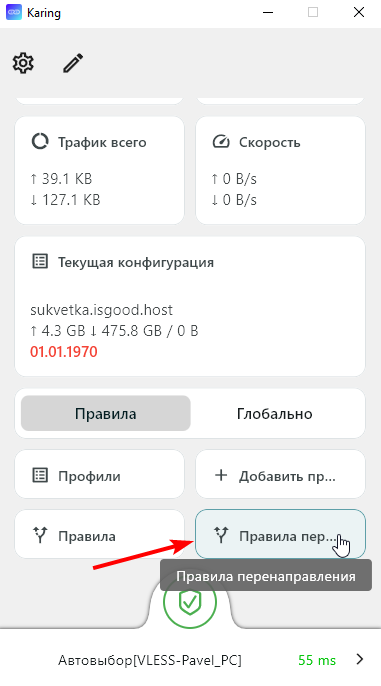 Karing
Трафик всего
↑ 39.1 KB
↓ 127.1 KB
Скорость
↑ 0 B/s
↓ 0 B/s
Текущая конфигурация
sukvetka.isgood.host
↑ 4.3 GB ↓ 475.8 GB / 0 B
01.01.1970
Правила
Глобально
Профили
Добавить пр...
Правила
Правила пер...
Правила перенаправления
Автовыбор[VLESS-Pavel_PC]
55 ms